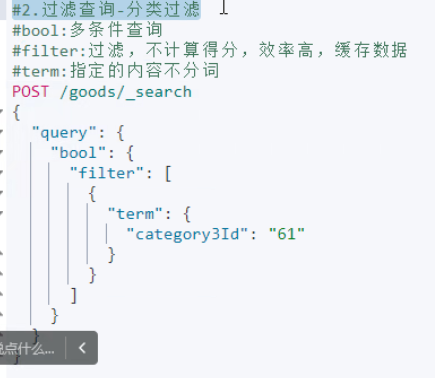 #2.过滤查询-分类过滤
#bool:多条件查询
#filter:过滤，不计算得分，效率高，缓存数据
#term:指定的内容不分词
POST /goods/_search
{
  "query": {
    "bool": {
      "filter": [
        {
          "term": {
            "category3Id": "61"
          }
        }
      ]
    }
  }
点什么...